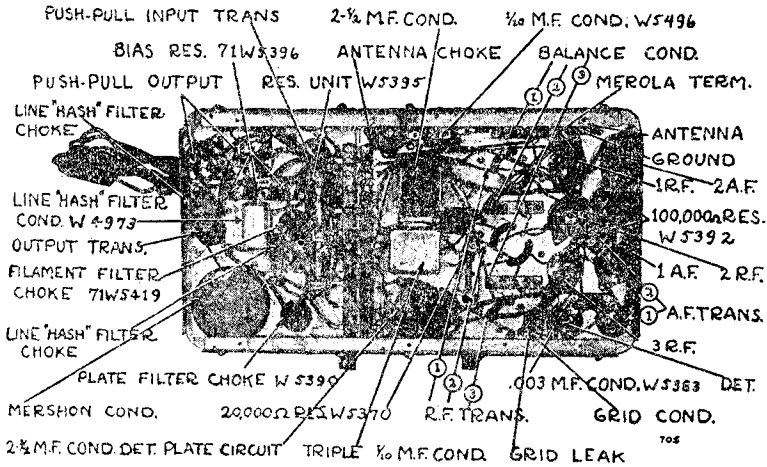 PUSH-PULL INPUT TRANS
2-½ M.F. COND.
⅒ M.F. COND. W5496
BIAS RES. 71W5396
ANTENNA CHOKE
BALANCE COND.
PUSH-PULL OUTPUT
RES. UNIT W5395
① ② ③
MEROLA TERM.
LINE "HASH" FILTER
CHOKE
ANTENNA
GROUND
1 R.F.
2 A.F.
LINE "HASH" FILTER
COND. W4973
100,000Ω RES.
W5392
OUTPUT TRANS.
FILAMENT FILTER
CHOKE 71W5419
1 A.F.
2 R.F.
③
① A.F. TRANS.
LINE "HASH" FILTER
CHOKE
3 R.F.
PLATE FILTER CHOKE W5390
① ② ③
.003 M.F. COND. W5363
DET.
MERSHON COND.
20,000Ω RES. W5370
R.F. TRANS.
GRID COND.
705
2-½ M.F. COND. DET. PLATE CIRCUIT
TRIPLE ⅒ M.F. COND.
GRID LEAK